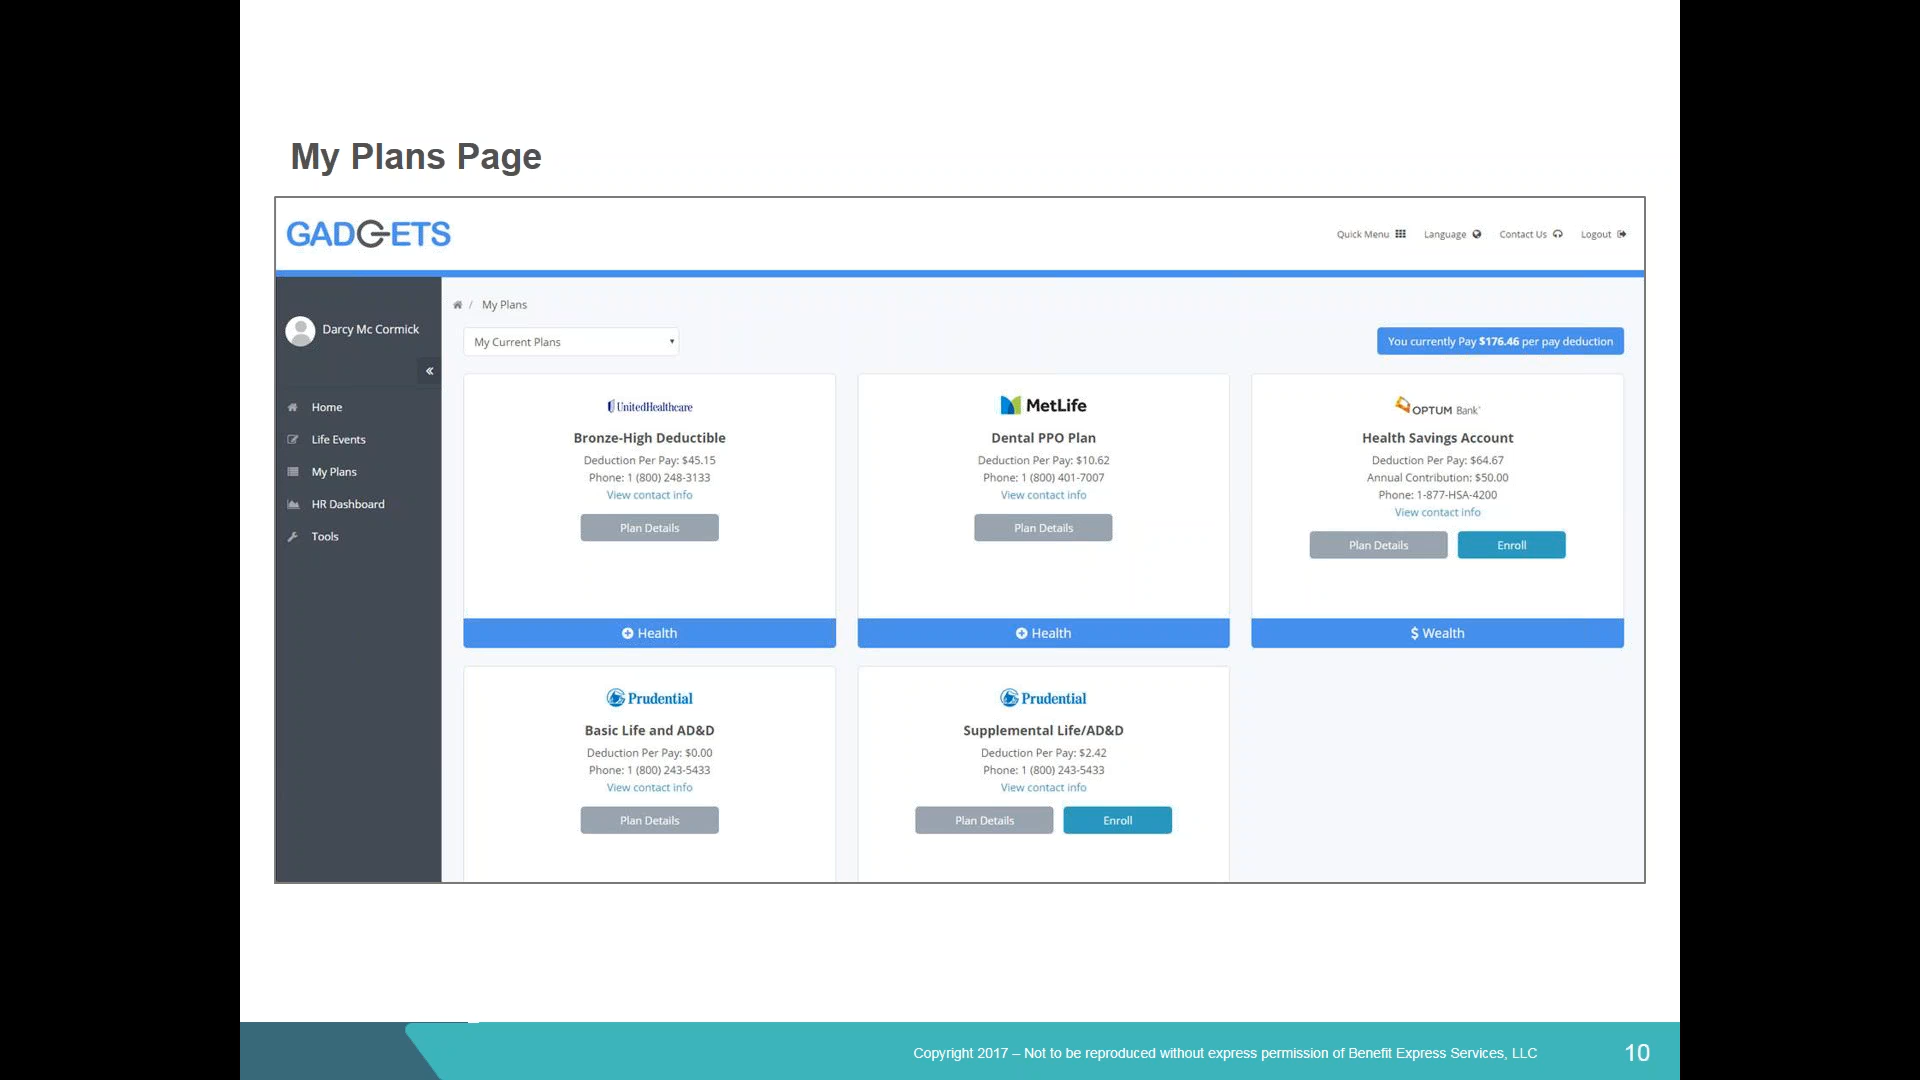 My Plans Page
GADGETS
Quick Menu
Language
Contact Us
Logout
Darcy Mc Cormick
Home
Life Events
My Plans
HR Dashboard
Tools
/ My Plans
My Current Plans
You currently Pay $176.46 per pay deduction
UnitedHealthcare
Bronze-High Deductible
Deduction Per Pay: $45.15
Phone: 1 (800) 248-3133
View contact info
Plan Details
Health
MetLife
Dental PPO Plan
Deduction Per Pay: $10.62
Phone: 1 (800) 401-7007
View contact info
Plan Details
Health
OPTUM Bank
Health Savings Account
Deduction Per Pay: $64.67
Annual Contribution: $50.00
Phone: 1-877-HSA-4200
View contact info
Plan Details
Enroll
$ Wealth
Prudential
Basic Life and AD&D
Deduction Per Pay: $0.00
Phone: 1 (800) 243-5433
View contact info
Plan Details
Prudential
Supplemental Life/AD&D
Deduction Per Pay: $2.42
Phone: 1 (800) 243-5433
View contact info
Plan Details
Enroll
Copyright 2017 – Not to be reproduced without express permission of Benefit Express Services, LLC
10